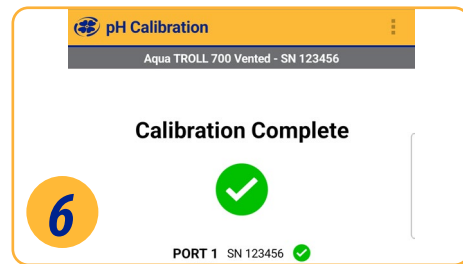 pH Calibration
Aqua TROLL 700 Vented - SN 123456
Calibration Complete
6
PORT 1 SN 123456